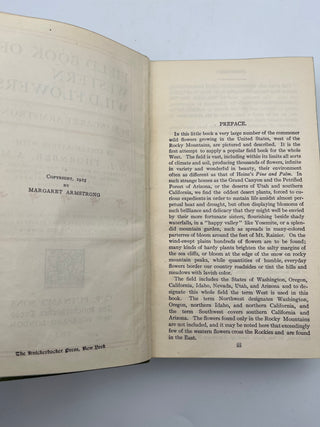 COPYRIGHT, 1915
BY
MARGARET ARMSTRONG
The Knickerbocker Press, New York
PREFACE.
In this little book a very large number of the commoner
wild flowers growing in the United States, west of the
Rocky Mountains, are pictured and described. It is the
first attempt to supply a popular field book for the whole
West. The field is vast, including within its limits all sorts
of climate and soil, producing thousands of flowers, infinite
in variety and wonderful in beauty, their environment
often as different as that of Heine's Pine and Palm. In
such strange homes as the Grand Canyon and the Petrified
Forest of Arizona, or the deserts of Utah and southern
California, we find the oldest desert plants, forced to
curious expedients in order to sustain life amidst almost per-
petual heat and drought, but often displaying blossoms of
such brilliance and delicacy that they might well be envied
by their more fortunate sisters, flourishing beside shady
waterfalls, in a "happy valley" like Yosemite, or a splen-
did mountain garden, such as spreads in many-colored
parterres of bloom around the feet of Mt. Rainier. On the
wind-swept plains hundreds of flowers are to be found;
many kinds of hardy plants brighten the salty margins of
the sea cliffs, or bloom at the edge of the snow on rocky
mountain peaks, while quantities of humble, everyday
flowers border our country roadsides or tint the hills and
meadows with lavish color.
The field includes the States of Washington, Oregon,
California, Idaho, Nevada, Utah, and Arizona and to de-
signate this whole field the term West is used in this
book. The term Northwest designates Washington,
Oregon, northern Idaho, and northern California, and
the term Southwest covers southern California and
Arizona. The flowers found only in the Rocky Mountains
are not included, and it may be noted here that exceedingly
few of the western flowers cross the Rockies and are found
in the East.
iii